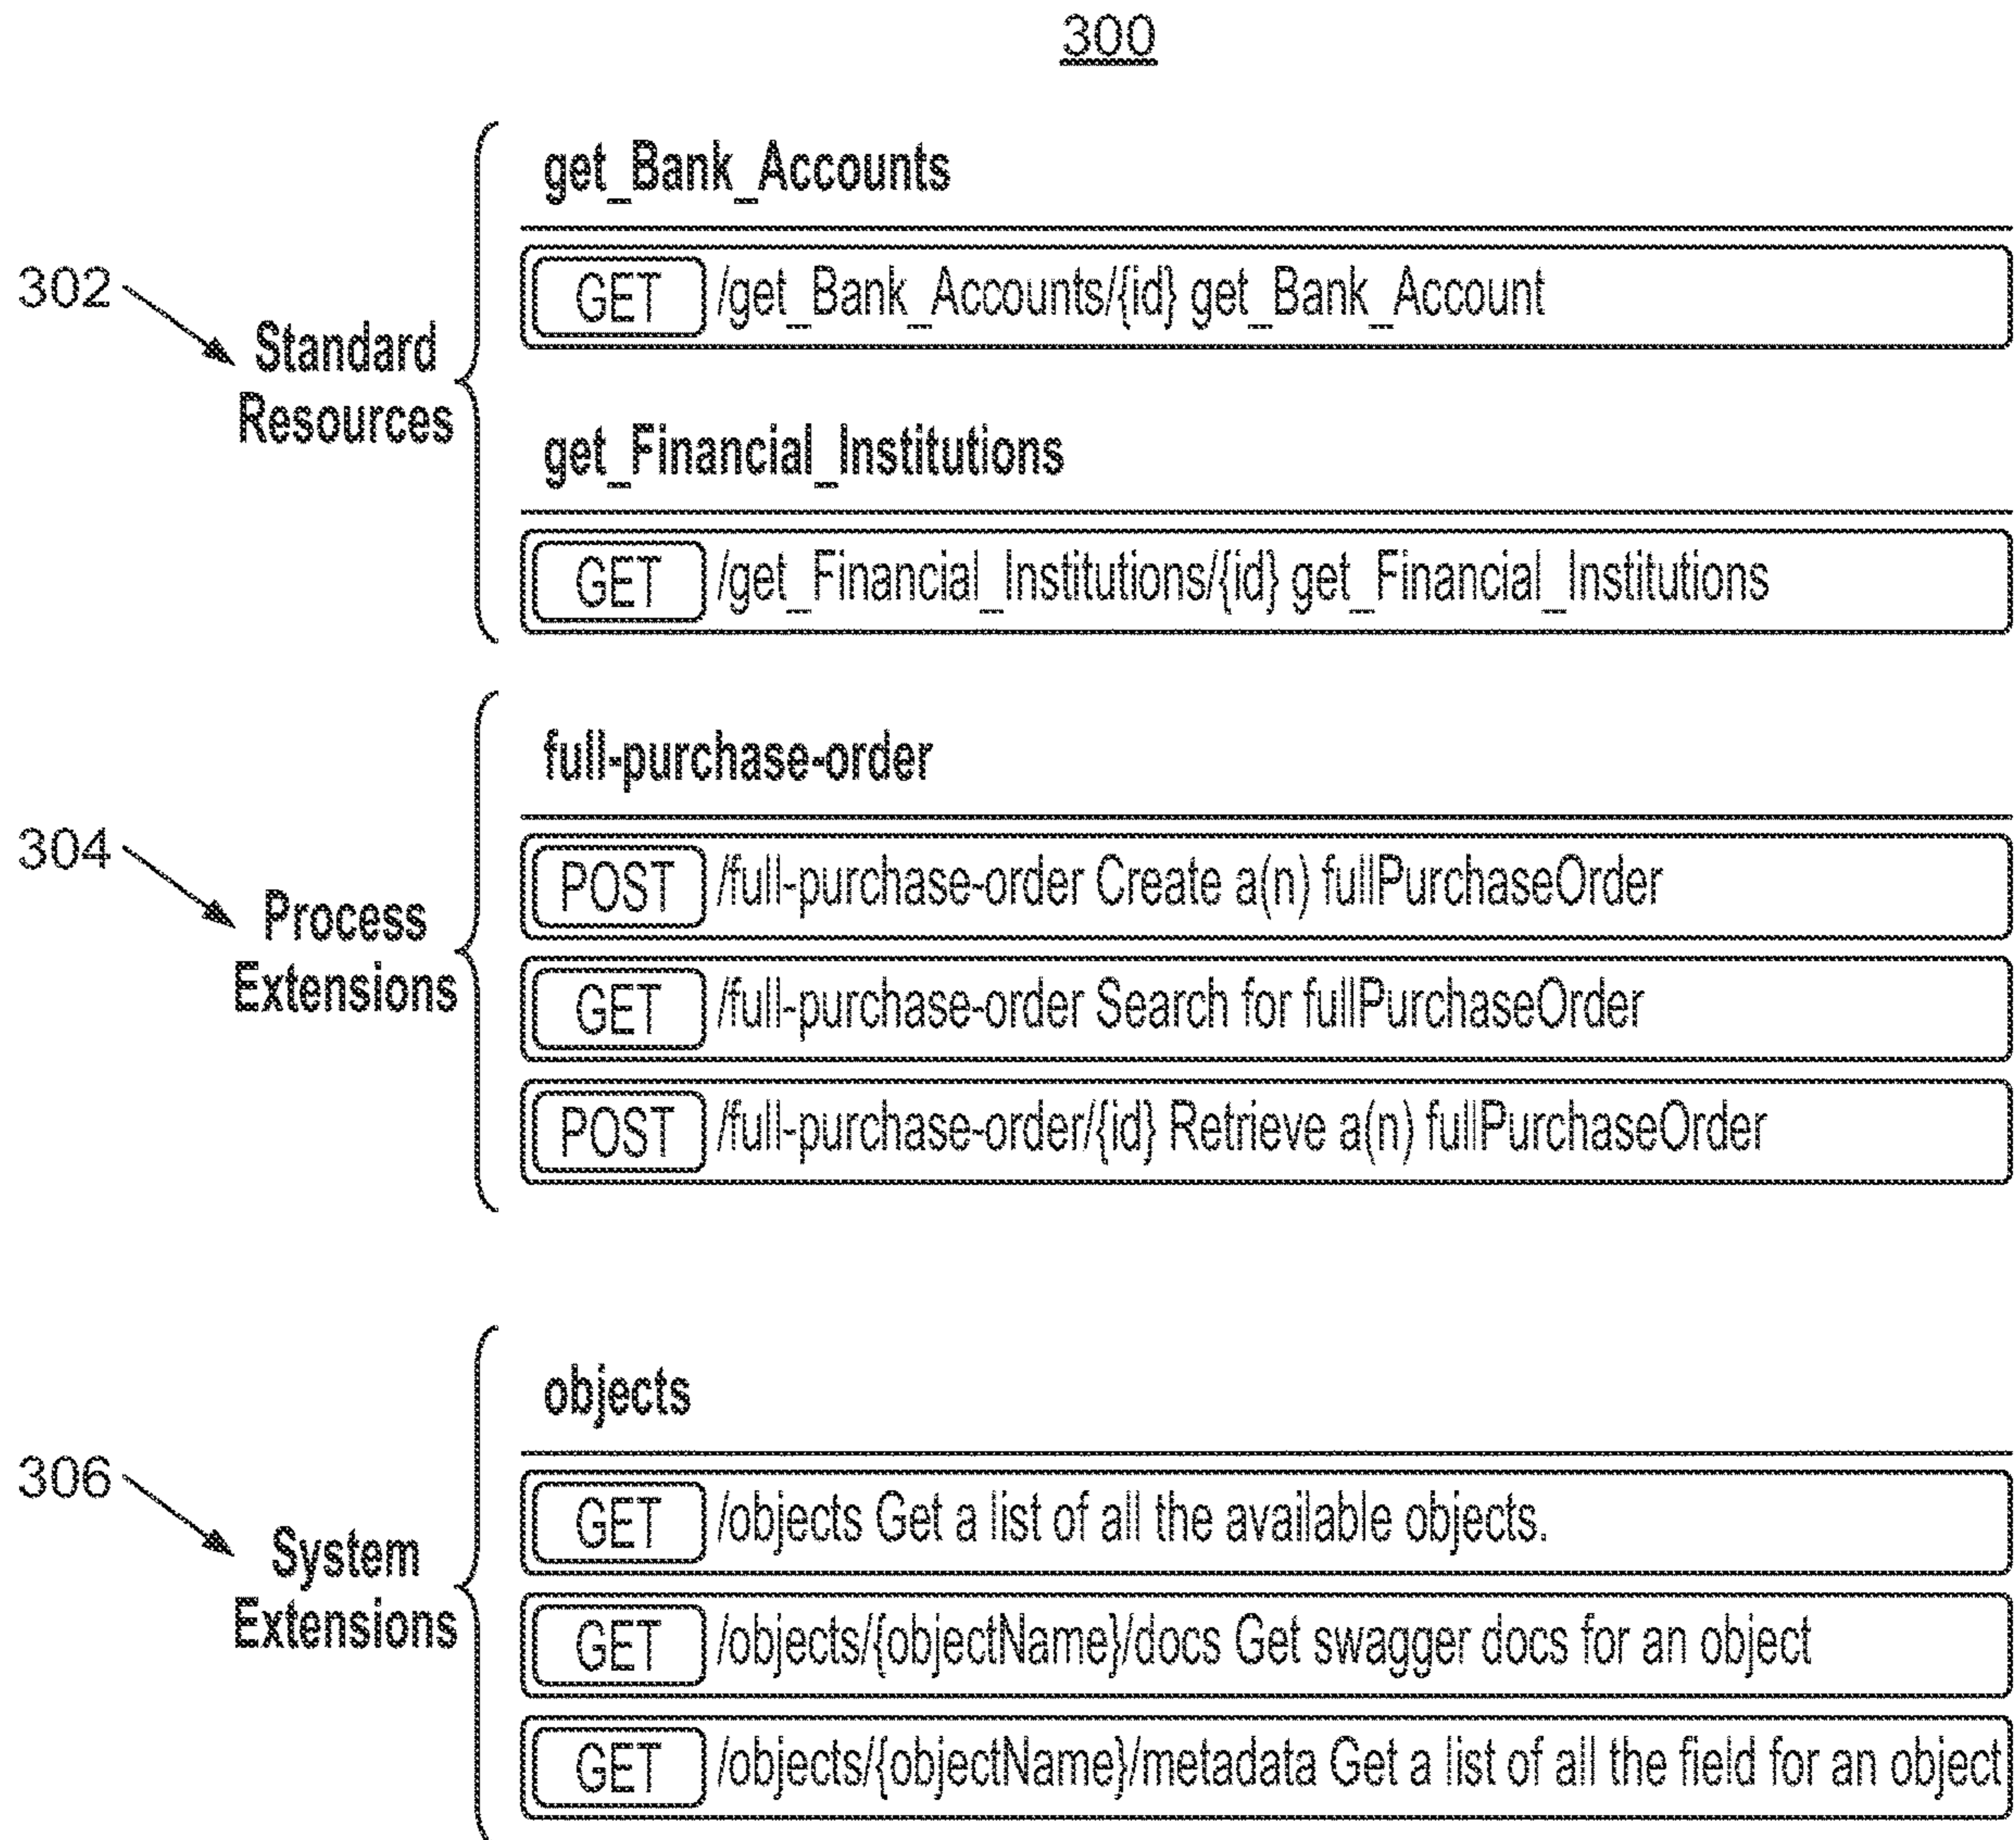 300
get_Bank_Accounts
302
GET /get_Bank_Accounts/{id} get_Bank_Account
Standard
Resources
get_Financial_Institutions
GET /get_Financial_Institutions/{id} get_Financial_Institutions
full-purchase-order
304
POST /full-purchase-order Create a(n) fullPurchaseOrder
Process
Extensions
GET /full-purchase-order Search for fullPurchaseOrder
POST /full-purchase-order/{id} Retrieve a(n) fullPurchaseOrder
objects
306
GET /objects Get a list of all the available objects.
System
Extensions
GET /objects/{objectName}/docs Get swagger docs for an object
GET /objects/{objectName}/metadata Get a list of all the field for an object